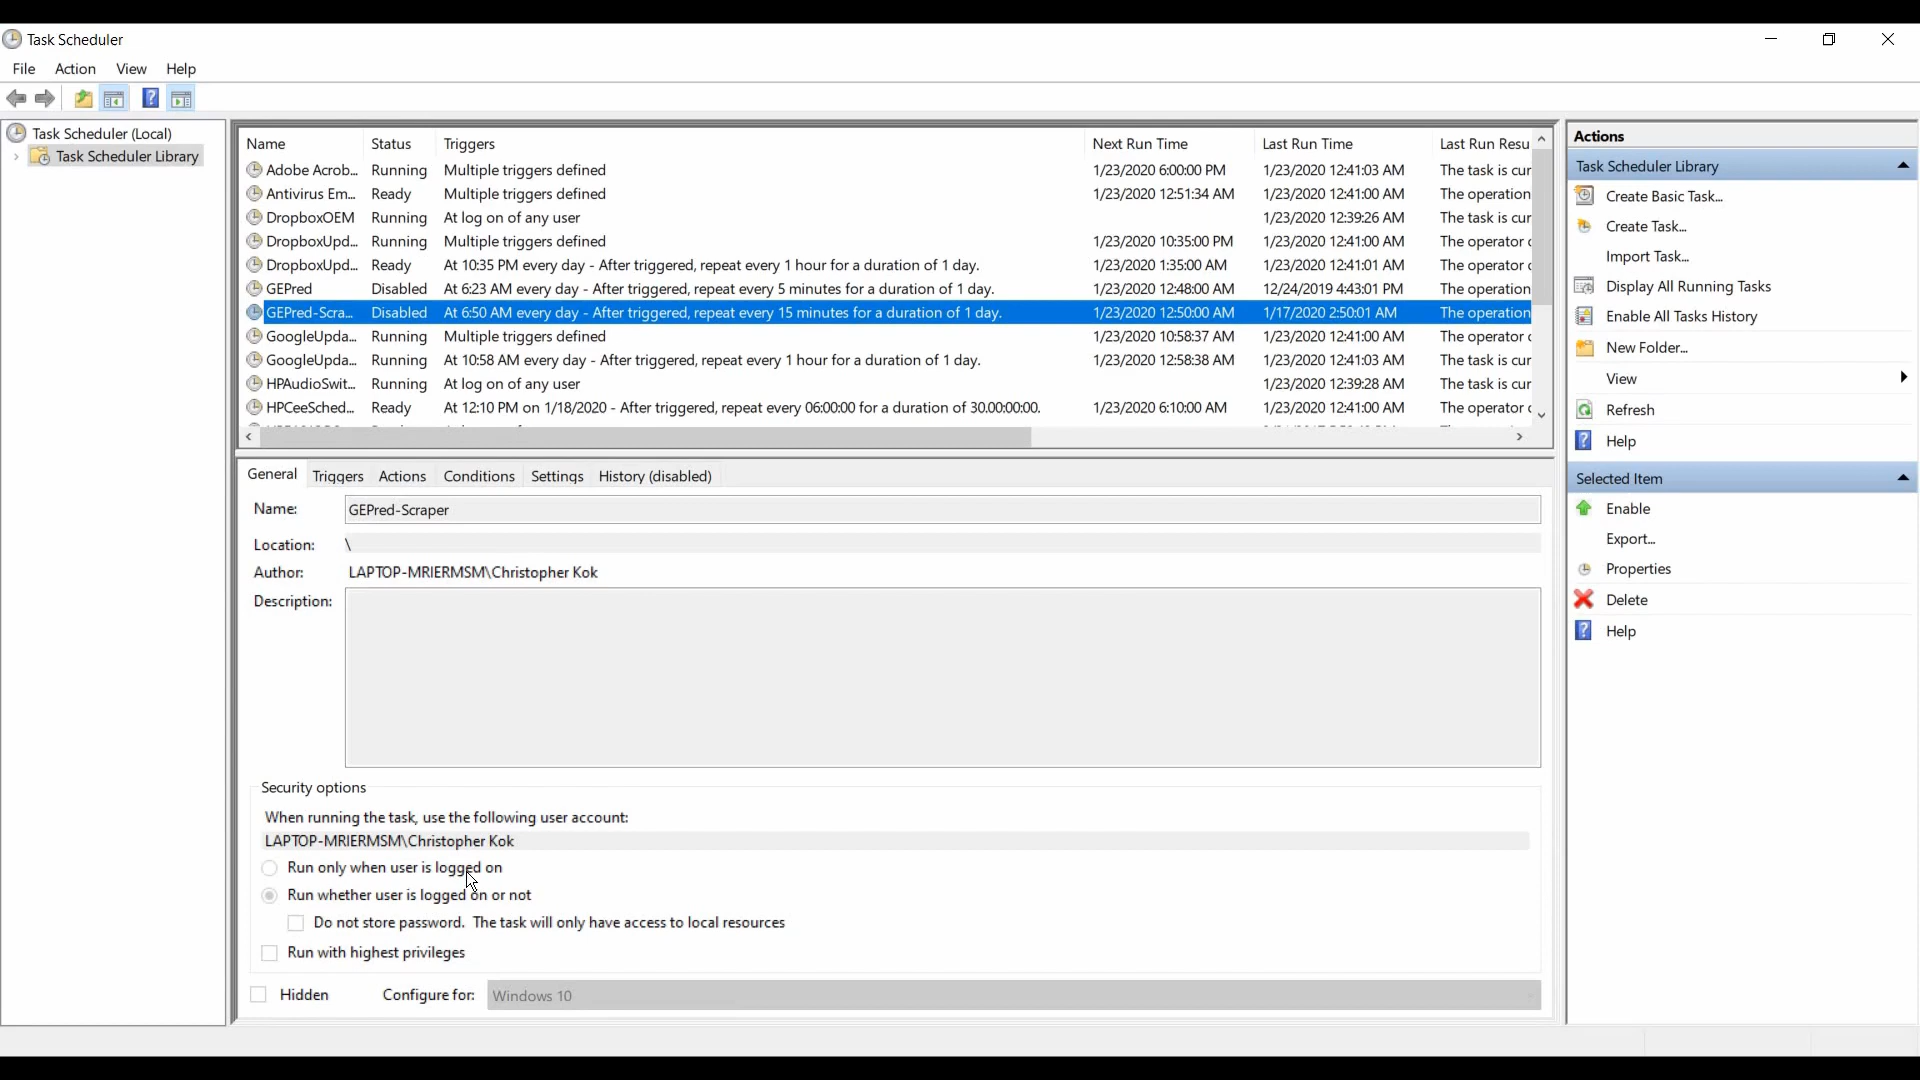 Task Scheduler
File Action View Help
Task Scheduler (Local)
Task Scheduler Library
Name Status Triggers Next Run Time Last Run Time Last Run Resu
Adobe Acrob... Running Multiple triggers defined 1/23/2020 6:00:00 PM 1/23/2020 12:41:03 AM The task is cur
Antivirus Em... Ready Multiple triggers defined 1/23/2020 12:51:34 AM 1/23/2020 12:41:00 AM The operation
DropboxOEM Running At log on of any user 1/23/2020 12:39:26 AM The task is cur
DropboxUpd... Running Multiple triggers defined 1/23/2020 10:35:00 PM 1/23/2020 12:41:00 AM The operator
DropboxUpd... Ready At 10:35 PM every day - After triggered, repeat every 1 hour for a duration of 1 day. 1/23/2020 1:35:00 AM 1/23/2020 12:41:01 AM The operator
GEPred Disabled At 6:23 AM every day - After triggered, repeat every 5 minutes for a duration of 1 day. 1/23/2020 12:48:00 AM 12/24/2019 4:43:01 PM The operation
GEPred-Scra... Disabled At 6:50 AM every day - After triggered, repeat every 15 minutes for a duration of 1 day. 1/23/2020 12:50:00 AM 1/17/2020 2:50:01 AM The operation
GoogleUpda... Running Multiple triggers defined 1/23/2020 10:58:37 AM 1/23/2020 12:41:00 AM The operator
GoogleUpda... Running At 10:58 AM every day - After triggered, repeat every 1 hour for a duration of 1 day. 1/23/2020 12:58:38 AM 1/23/2020 12:41:03 AM The task is cur
HPAudioSwit... Running At log on of any user 1/23/2020 12:39:28 AM The task is cur
HPCeeSched... Ready At 12:10 PM on 1/18/2020 - After triggered, repeat every 06:00:00 for a duration of 30.00:00:00. 1/23/2020 6:10:00 AM 1/23/2020 12:41:00 AM The operator
General Triggers Actions Conditions Settings History (disabled)
Name: GEPred-Scraper
Location: \
Author: LAPTOP-MRIERMSM\Christopher Kok
Description:
Security options
When running the task, use the following user account:
LAPTOP-MRIERMSM\Christopher Kok
Run only when user is logged on
Run whether user is logged on or not
Do not store password. The task will only have access to local resources
Run with highest privileges
Hidden Configure for: Windows 10
Actions
Task Scheduler Library
Create Basic Task...
Create Task...
Import Task...
Display All Running Tasks
Enable All Tasks History
New Folder...
View
Refresh
Help
Selected Item
Enable
Export...
Properties
Delete
Help